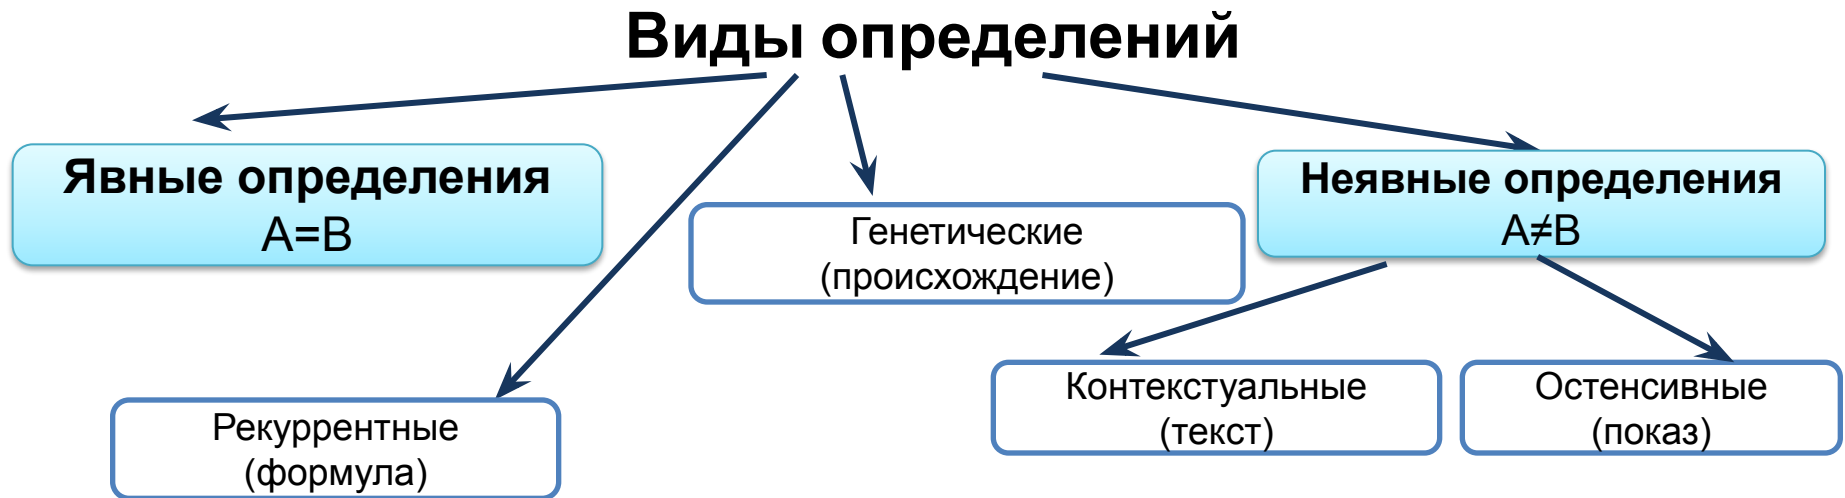 Виды определений
Явные определения
А=В
Генетические
(происхождение)
Неявные определения
А≠В
Рекуррентные
(формула)
Контекстуальные
(текст)
Остенсивные
(показ)